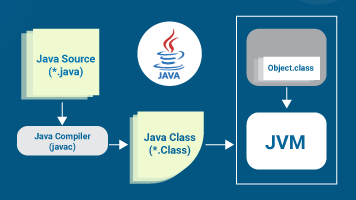 Java Source
(*.java)
JAVA
Object.class
Java Compiler
(javac)
Java Class
(*.Class)
JVM